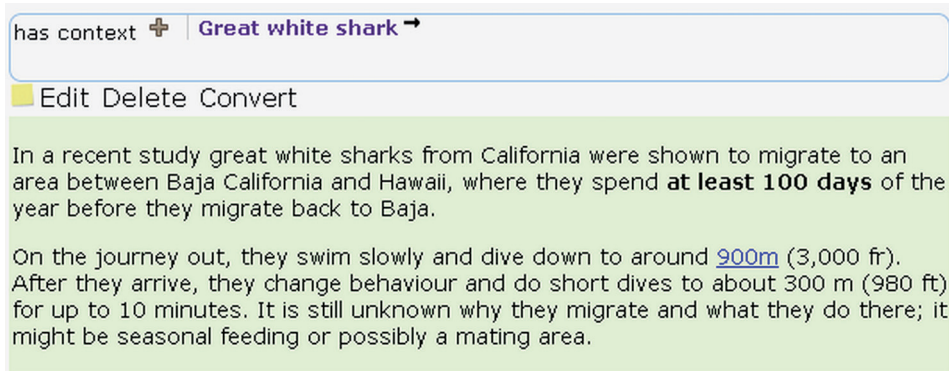 has context Great white shark
Edit Delete Convert
In a recent study great white sharks from California were shown to migrate to an
area between Baja California and Hawaii, where they spend at least 100 days of the
year before they migrate back to Baja.
On the journey out, they swim slowly and dive down to around 900m (3,000 fr).
After they arrive, they change behaviour and do short dives to about 300 m (980 ft)
for up to 10 minutes. It is still unknown why they migrate and what they do there; it
might be seasonal feeding or possibly a mating area.